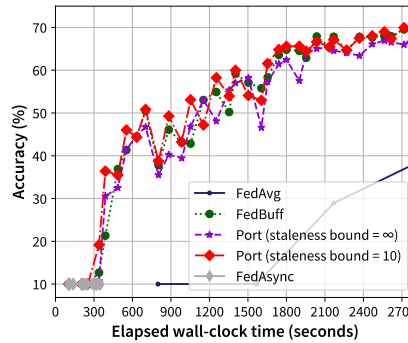 70
60
50
40
30
20
10
Accuracy (%)
FedAvg
FedBuff
Port (staleness bound = ∞)
Port (staleness bound = 10)
FedAsync
0 300 600 900 1200 1500 1800 2100 2400
Elapsed wall-clock time (seconds)